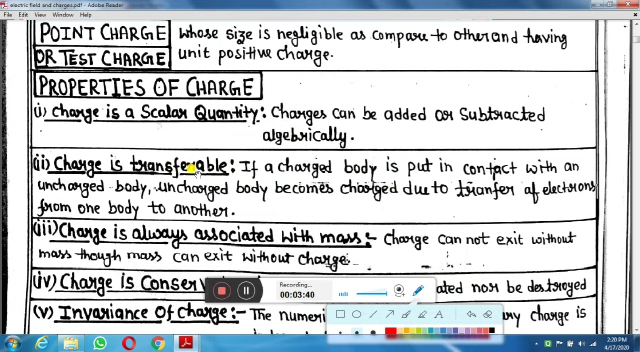 electric field and charges.pdf - Adobe Reader
File Edit View Window Help
POINT CHARGE
OR TEST CHARGE
whose size is negligible as compare to other and having
unit positive charge.
PROPERTIES OF CHARGE
(i) Charge is a Scalar Quantity: Charges can be added or Subtracted
algebrically.
(ii) Charge is transferable: If a charged body is put in contact with an
uncharged body, uncharged body becomes charged due to tranfer of electrons
from one body to another.
(iii) Charge is always associated with mass:- Charge can not exit without
mass though mass can exit without charge.
(iv) Charge is Conserv ated nor be destroyed
Recording...
00:03:40
(v) Invariance of charge:- The numeri ary charge is
2:20 PM
4/17/2020